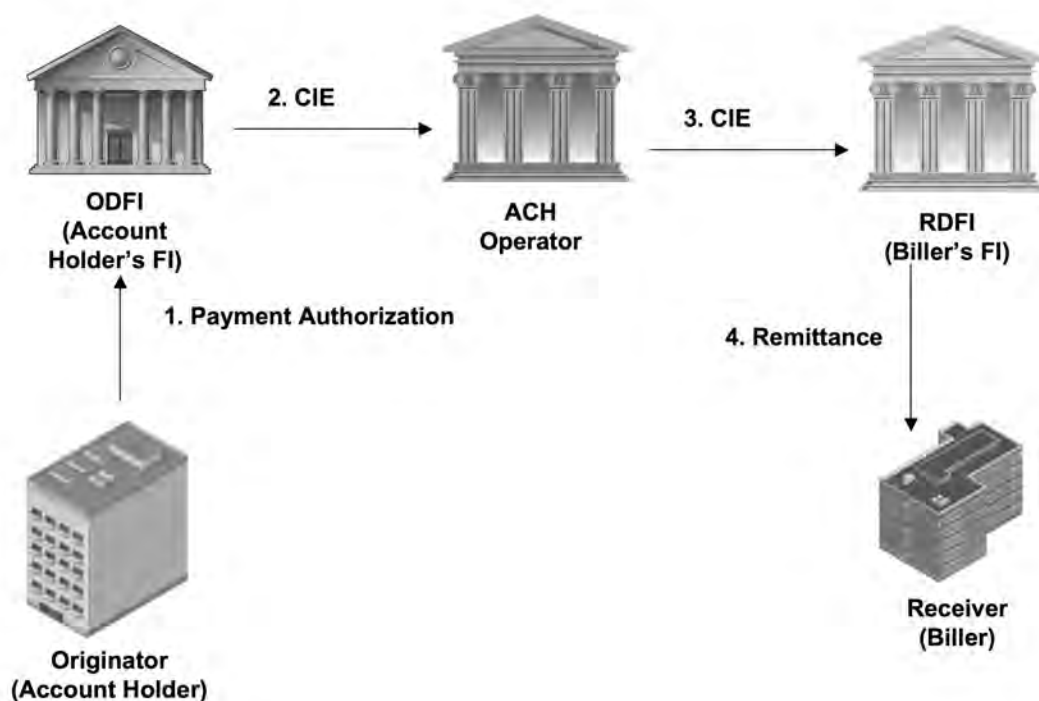 2. CIE
3. CIE
ODFI
(Account
Holder's FI)
ACH
Operator
RDFI
(Biller's FI)
1. Payment Authorization
4. Remittance
Originator
(Account Holder)
Receiver
(Biller)